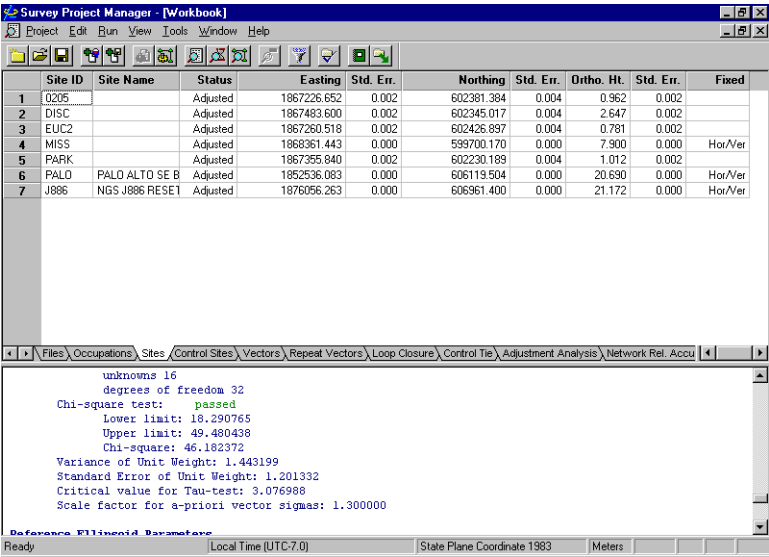 Survey Project Manager - [Workbook]
Project Edit Run View Tools Window Help
Site ID Site Name Status Easting Std. Err. Northing Std. Err. Ortho. Ht. Std. Err. Fixed
1 0205 Adjusted 1867226.652 0.002 602381.384 0.004 0.962 0.002
2 DISC Adjusted 1867483.600 0.002 602345.017 0.004 2.647 0.002
3 EUC2 Adjusted 1867260.518 0.002 602426.897 0.004 0.781 0.002
4 MISS Adjusted 1868361.443 0.000 599700.170 0.000 7.900 0.000 Hor/Ver
5 PARK Adjusted 1867355.840 0.002 602230.189 0.004 1.012 0.002
6 PALO PALO ALTO SE B Adjusted 1852536.083 0.000 606119.504 0.000 20.690 0.000 Hor/Ver
7 J886 NGS J886 RESET Adjusted 1876056.263 0.000 606961.400 0.000 21.172 0.000 Hor/Ver
Files Occupations Sites Control Sites Vectors Repeat Vectors Loop Closure Control Tie Adjustment Analysis Network Rel. Accu
unknowns 16
degrees of freedom 32
Chi-square test: passed
Lower limit: 18.290765
Upper limit: 49.480438
Chi-square: 46.182372
Variance of Unit Weight: 1.443199
Standard Error of Unit Weight: 1.201332
Critical value for Tau-test: 3.076988
Scale factor for a-priori vector sigmas: 1.300000
Reference Ellipsoid Parameters
Ready Local Time (UTC-7.0) State Plane Coordinate 1983 Meters